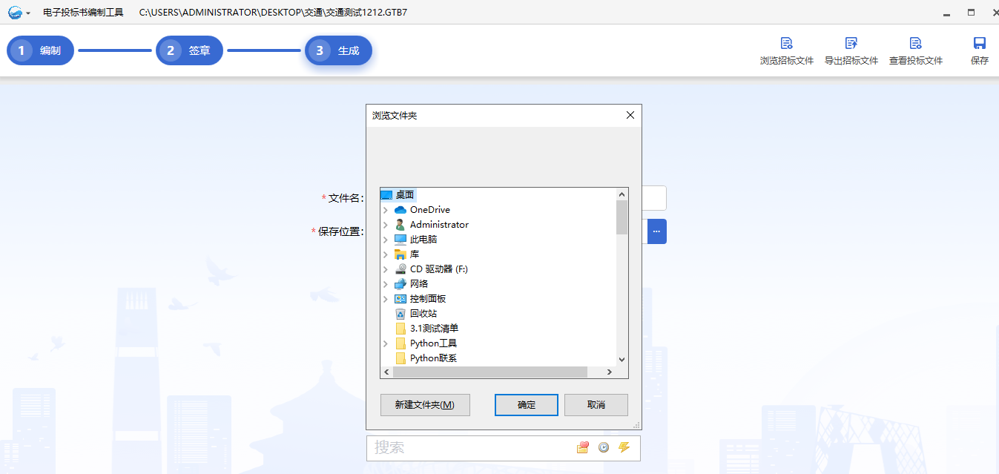 电子投标书编制工具 C:\USERS\ADMINISTRATOR\DESKTOP\交通\交通测试1212.GTB7
1 编制 2 签章 3 生成
浏览招标文件 导出招标文件 查看投标文件 保存
浏览文件夹
*文件名:
*保存位置:
...
桌面
OneDrive
Administrator
此电脑
库
CD 驱动器 (F:)
网络
控制面板
回收站
3.1测试清单
Python工具
Python联系
新建文件夹(M) 确定 取消
搜索